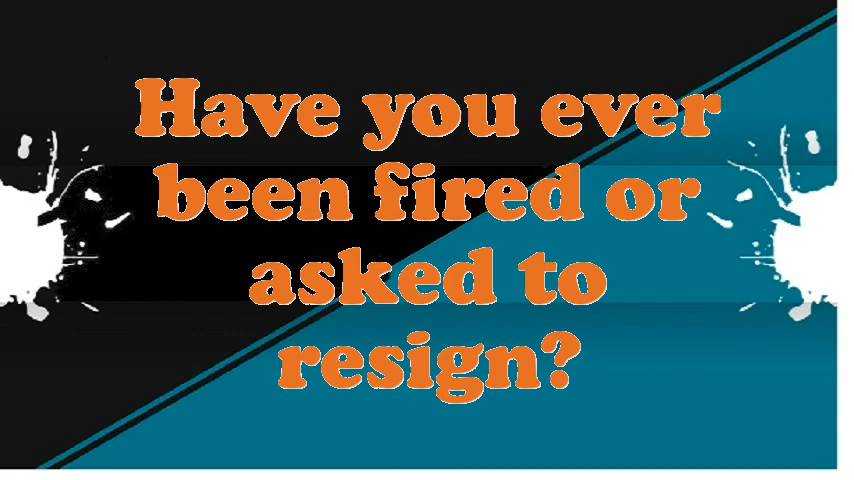 Have you ever
been fired or
asked to
resign?